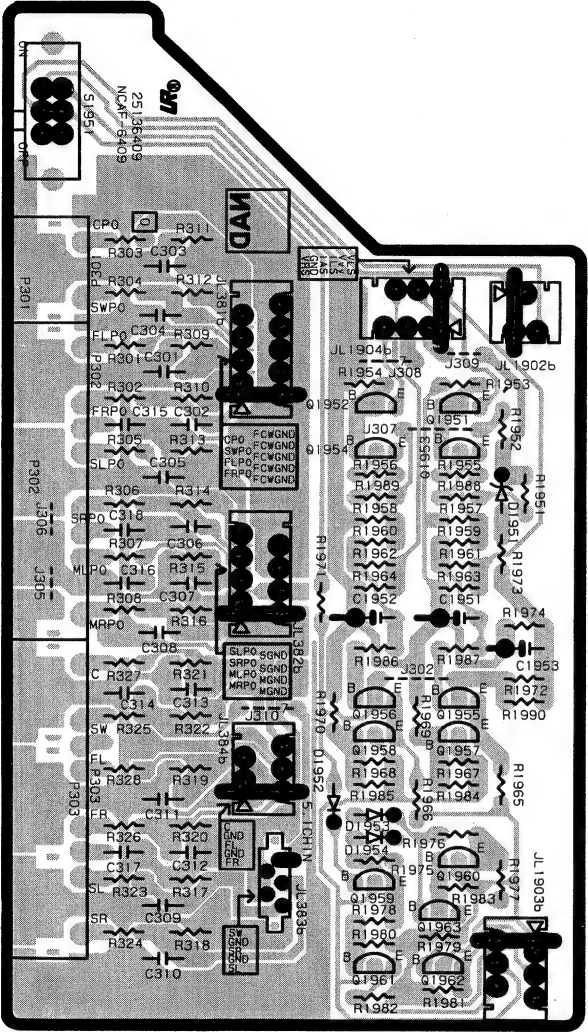 ON
S1951
OFF
25136409
NCAF-6409
NAD
CPO
R303
C303
R311
R304
R312
SWPO
C304
FLPO
R309
R301
C301
P301
P302
R302
R310
FRPO
C315
C302
R305
R313
SLPO
C305
P302
J306
J305
R306
R314
SRPO
C318
C306
R307
MLPO
C316
R315
R308
C307
R316
MRPO
C308
C
R327
R321
C314
C313
SW
R325
R322
FL
R328
R319
P303
P303
C311
FR
R326
R320
C317
C312
SL
R323
R317
C309
SR
R324
R318
C310
JL381b
CPO
SWPO
FLPO
FRPO
FCWGND
FCWGND
FCWGND
FCWGND
FCWGND
JL382b
SLPO
SRPO
MLPO
MRPO
SGND
SGND
MGND
MGND
J310
JL384b
C
GND
FL
GND
FR
5.1CHIN
JL383b
SW
GND
SR
GND
SL
JL1904b
J308
J309
JL1902b
R1954
R1953
Q1952
B
E
Q1951
B
E
R1952
J307
Q1954
B
E
Q1953
B
E
R1956
R1955
R1989
R1988
R1958
R1957
R1960
R1959
R1962
R1961
R1964
R1963
C1952
C1951
R1951
D1951
R1973
R1971
R1974
R1986
R1987
C1953
J302
R1972
R1990
B
E
Q1956
B
E
Q1955
R1970
R1969
B
E
Q1958
B
E
Q1957
R1968
R1967
R1985
R1984
D1952
R1966
R1965
D1953
D1954
R1976
R1975
B
E
Q1960
B
E
Q1959
R1983
R1977
JL1903b
R1978
B
E
Q1963
R1980
R1979
B
E
Q1961
B
E
Q1962
R1982
R1981